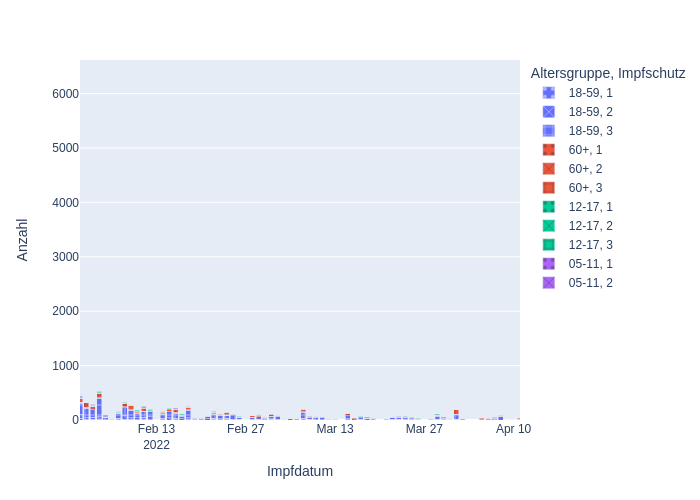 Altersgruppe, Impfschutz
18-59, 1
18-59, 2
18-59, 3
60+, 1
60+, 2
60+, 3
12-17, 1
12-17, 2
12-17, 3
05-11, 1
05-11, 2
6000
5000
4000
3000
2000
1000
0
Anzahl
Feb 13
2022
Feb 27
Mar 13
Mar 27
Apr 10
Impfdatum